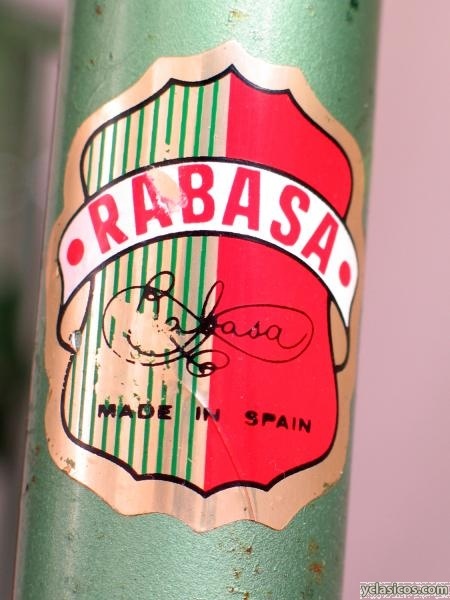 • RABASA •
Rabasa
MADE IN SPAIN
yclasicos.com